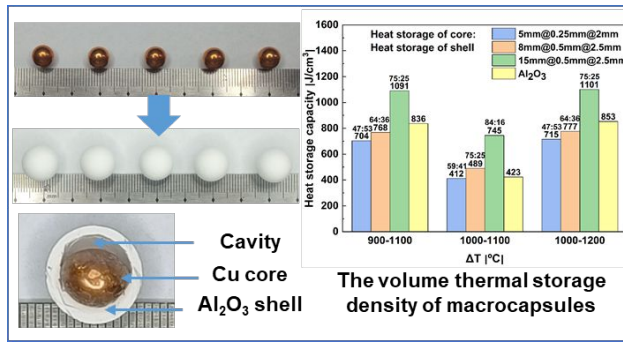 Cavity
Cu core
Al₂O₃ shell
Heat storage capacity |J/cm³|
1600
1400
1200
1000
800
600
400
200
0
Heat storage of core:
Heat storage of shell
5mm@0.25mm@2mm
8mm@0.5mm@2.5mm
15mm@0.5mm@2.5mm
Al₂O₃
47:53
704
64:36
768
75:25
1091
836
59:41
412
75:25
489
84:16
745
423
47:53
715
64:36
777
75:25
1101
853
900-1100
1000-1100
1000-1200
ΔT |°C|
The volume thermal storage
density of macrocapsules